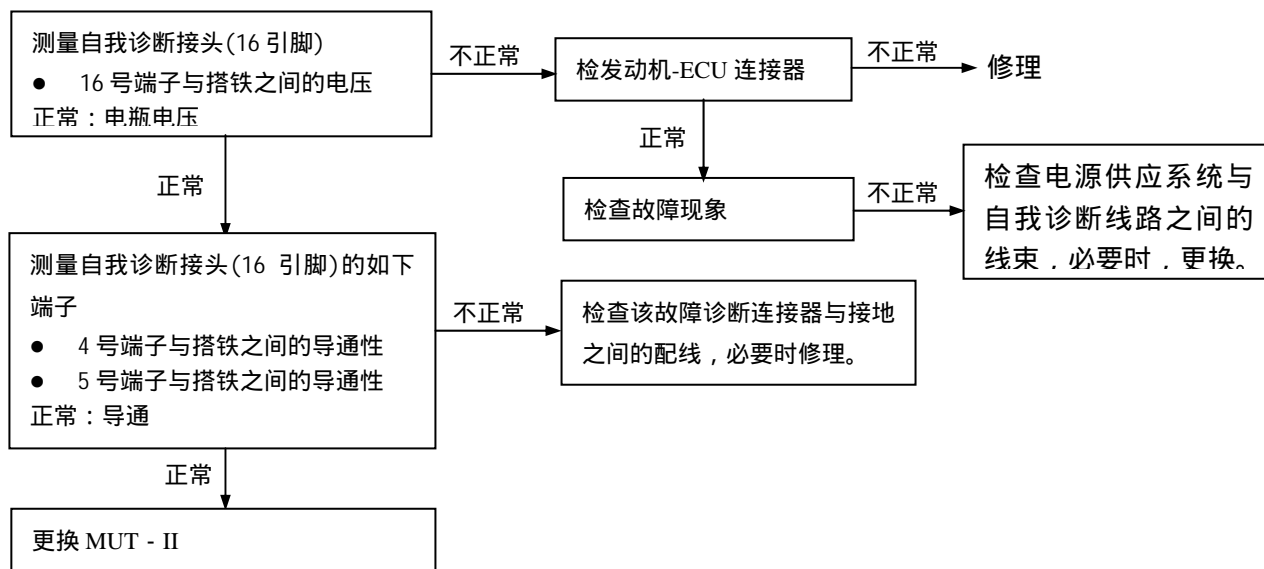 测量自我诊断接头(16引脚)
● 16号端子与搭铁之间的电压
正常：电瓶电压
不正常
检发动机-ECU 连接器
不正常
修理
正常
正常
检查故障现象
不正常
检查电源供应系统与
自我诊断线路之间的
线束，必要时，更换。
测量自我诊断接头(16 引脚)的如下
端子
● 4号端子与搭铁之间的导通性
● 5号端子与搭铁之间的导通性
正常：导通
不正常
检查该故障诊断连接器与接地
之间的配线，必要时修理。
正常
更换 MUT - II